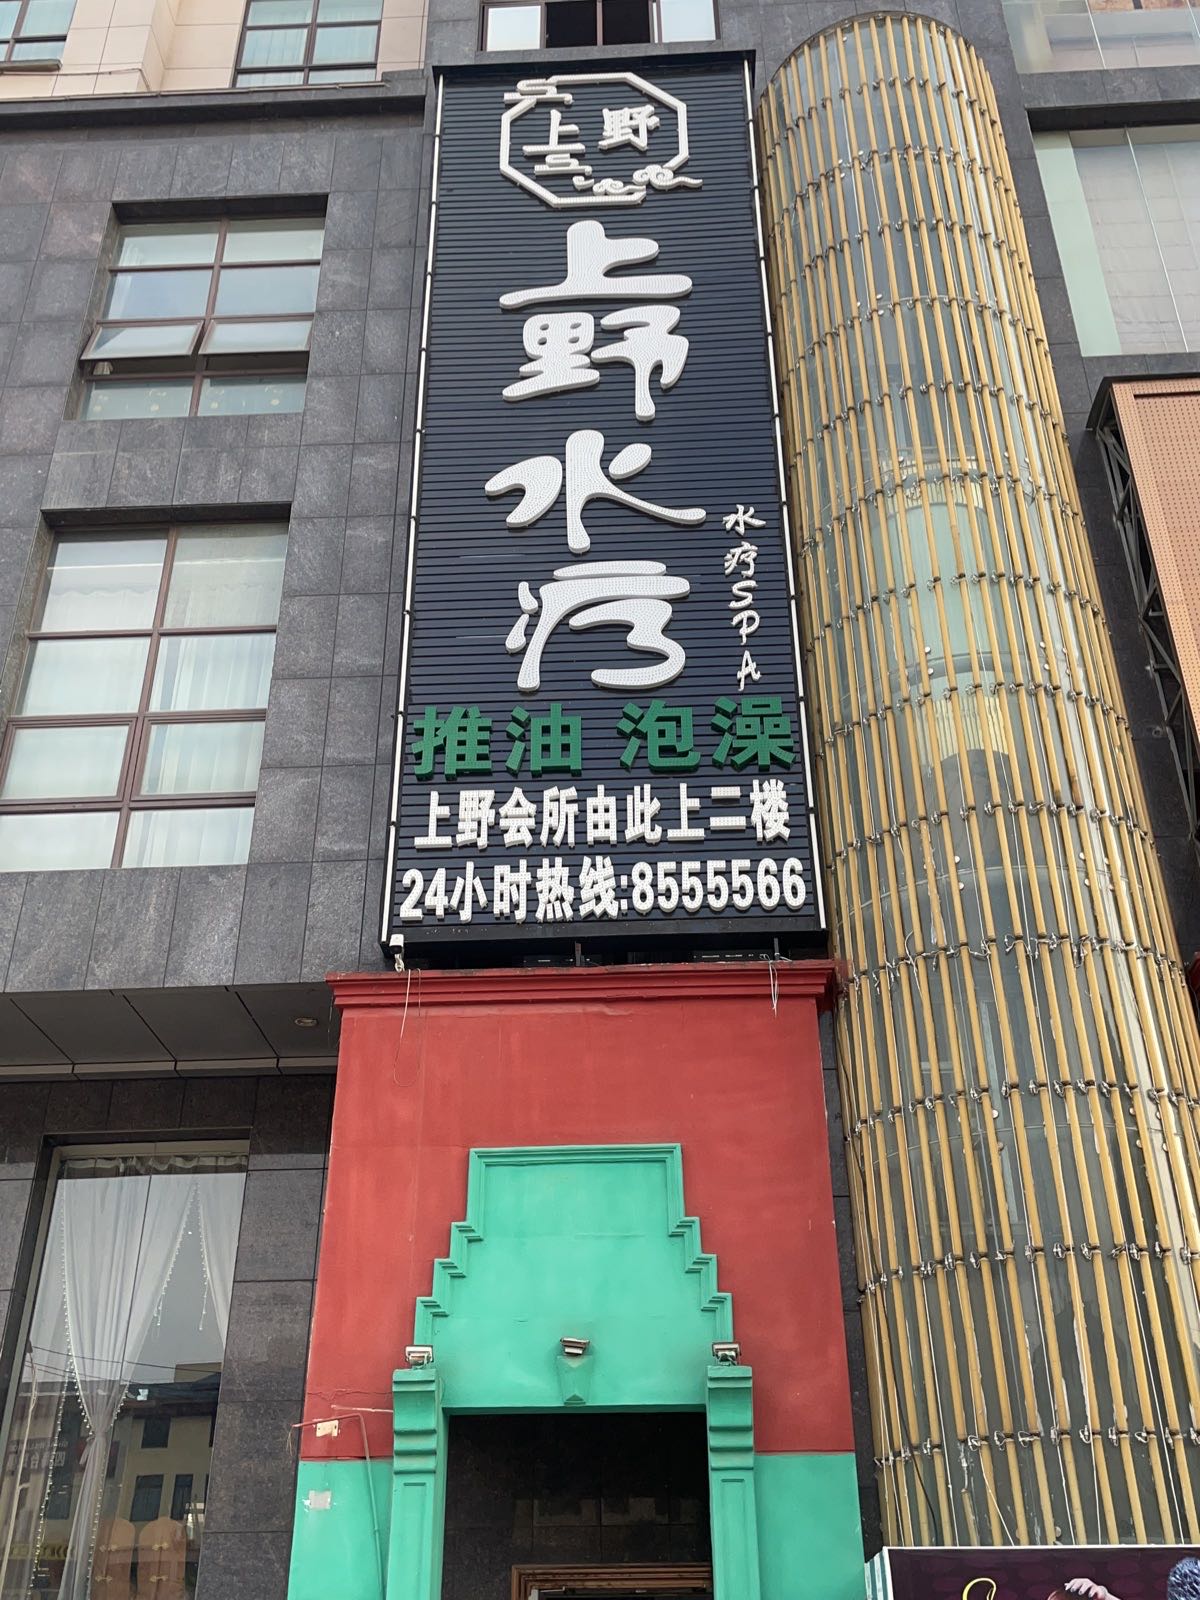 上野
上野水疗
水疗SPA
推油 泡澡
上野会所由此上二楼
24小时热线:8555566